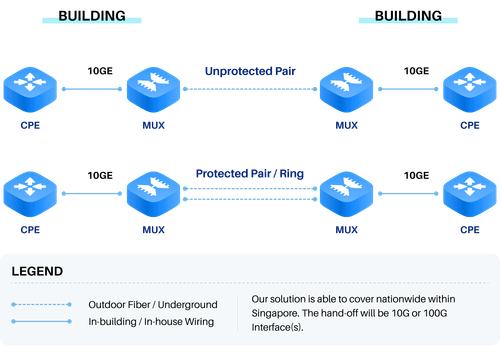 BUILDING
BUILDING
10GE
Unprotected Pair
10GE
CPE
MUX
MUX
CPE
10GE
Protected Pair / Ring
10GE
CPE
MUX
MUX
CPE
LEGEND
Outdoor Fiber / Underground
In-building / In-house Wiring
Our solution is able to cover nationwide within
Singapore. The hand-off will be 10G or 100G
Interface(s).